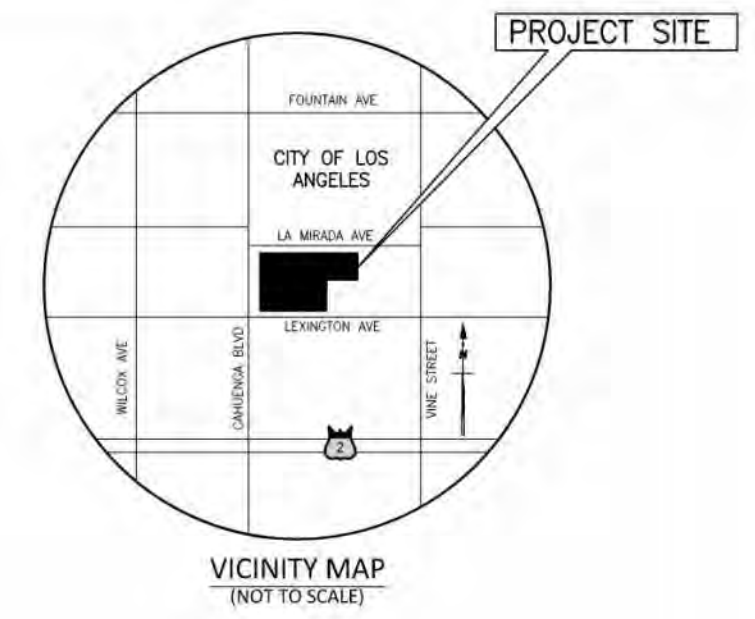 PROJECT SITE
FOUNTAIN AVE
CITY OF LOS
ANGELES
LA MIRADA AVE
LEXINGTON AVE
WILCOX AVE
CAHUENGA BLVD
VINE STREET
N
2
VICINITY MAP
(NOT TO SCALE)